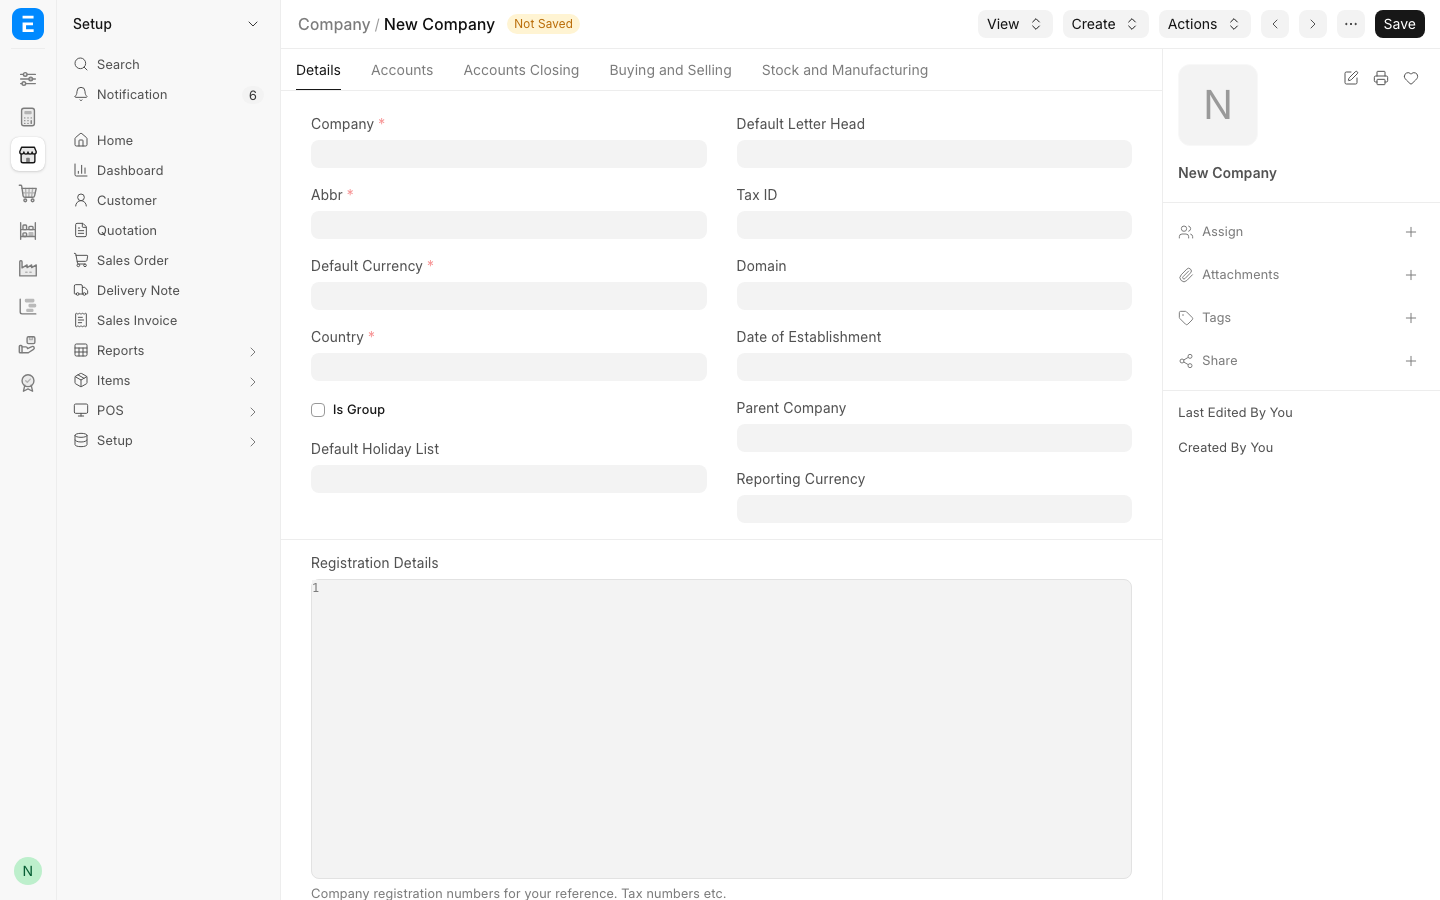 Setup
Search
Notification
6
Home
Dashboard
Customer
Quotation
Sales Order
Delivery Note
Sales Invoice
Reports
Items
POS
Setup
N
Company / New Company
Not Saved
View
Create
Actions
Save
Details
Accounts
Accounts Closing
Buying and Selling
Stock and Manufacturing
Company *
Abbr *
Default Currency *
Country *
Is Group
Default Holiday List
Default Letter Head
Tax ID
Domain
Date of Establishment
Parent Company
Reporting Currency
Registration Details
1
Company registration numbers for your reference. Tax numbers etc.
N
New Company
Assign
Attachments
Tags
Share
Last Edited By You
Created By You